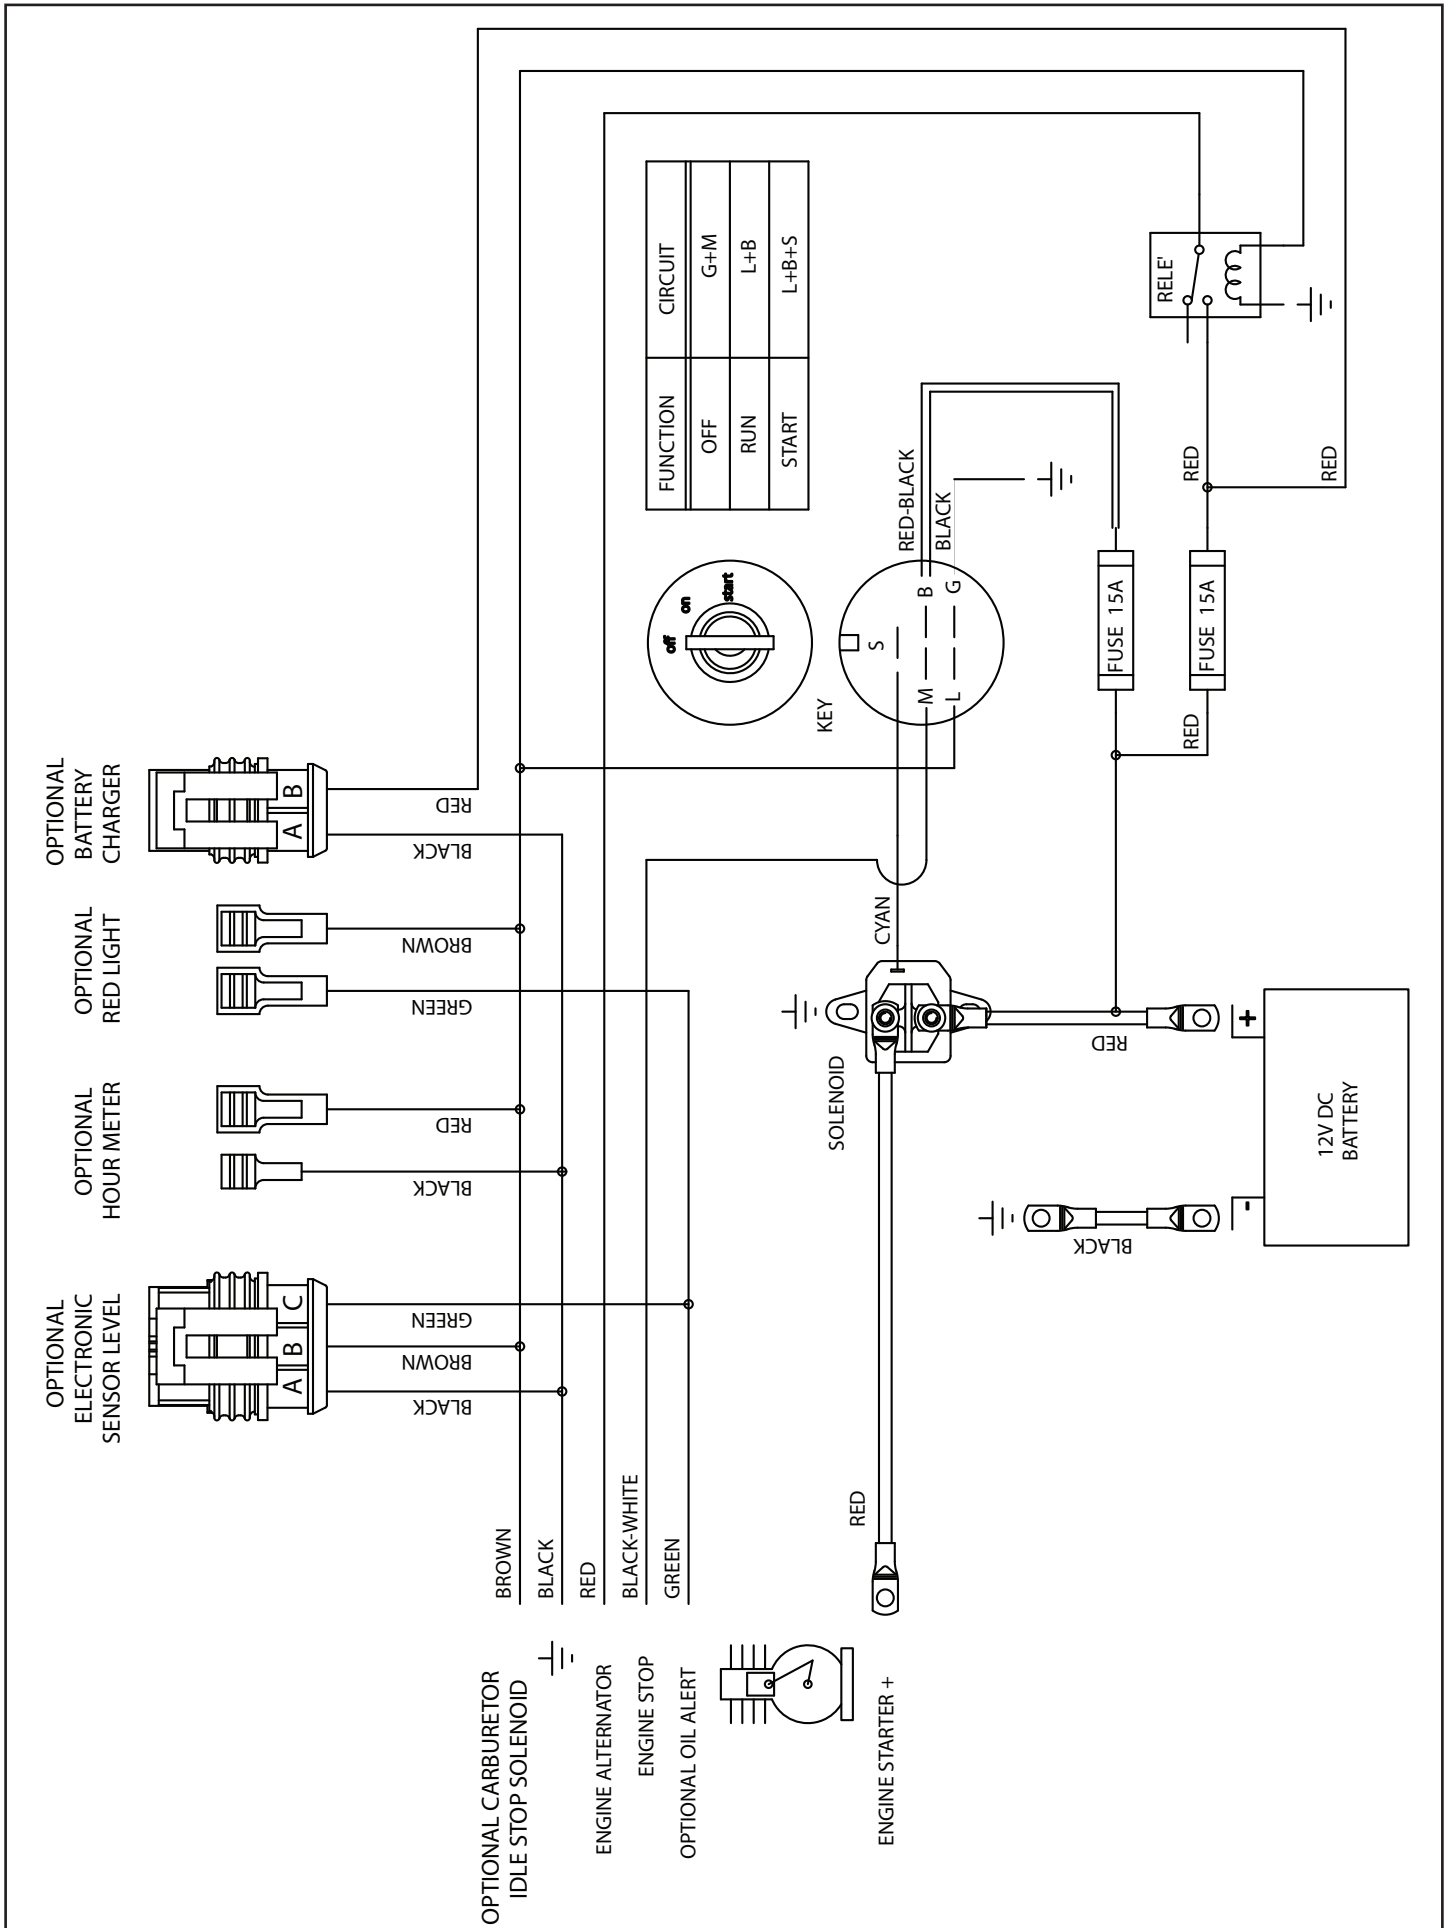 OPTIONAL
ELECTRONIC
SENSOR LEVEL
A
B
C
BLACK
BROWN
GREEN
OPTIONAL
HOUR METER
BLACK
RED
OPTIONAL
RED LIGHT
GREEN
BROWN
OPTIONAL
BATTERY
CHARGER
A
B
BLACK
RED
OPTIONAL CARBURETOR
IDLE STOP SOLENOID
BROWN
BLACK
ENGINE ALTERNATOR
RED
ENGINE STOP
BLACK-WHITE
OPTIONAL OIL ALERT
GREEN
ENGINE STARTER +
RED
SOLENOID
CYAN
KEY
off
on
start
FUNCTION CIRCUIT
OFF G+M
RUN L+B
START L+B+S
S
M B
L G
RED-BLACK
BLACK
RED
BLACK
-
+
12V DC
BATTERY
FUSE 15A
RED
FUSE 15A
RED
RED
RELE'